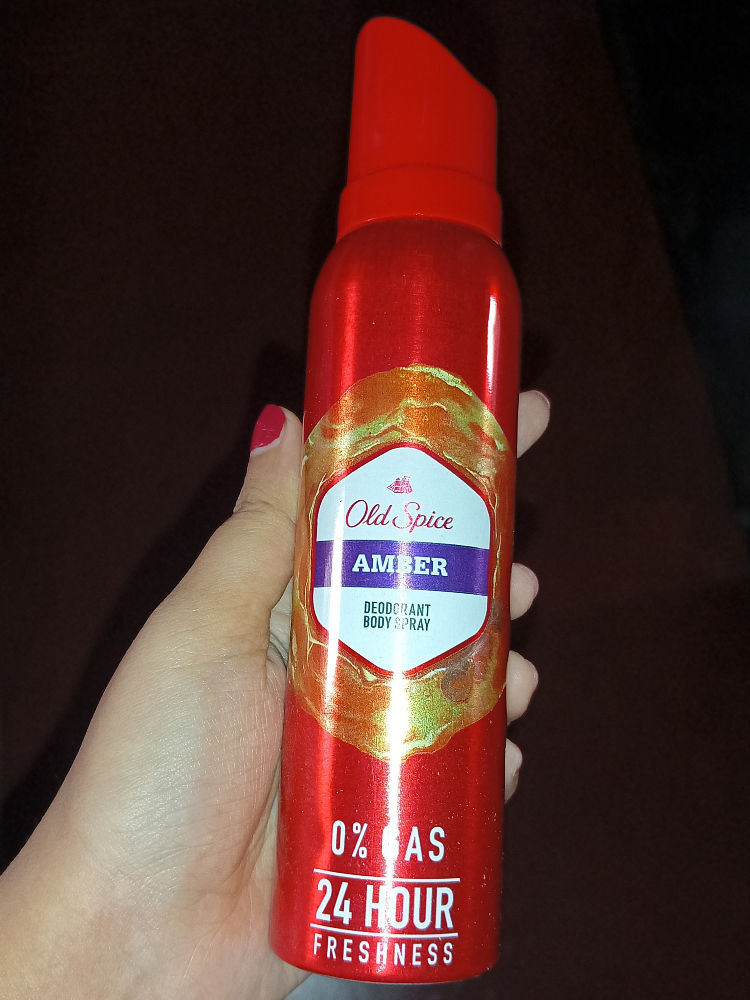 Old Spice
AMBER
DEODORANT
BODY SPRAY
0% GAS
24 HOUR
FRESHNESS